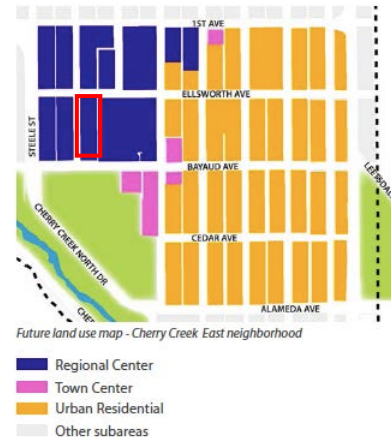 1ST AVE
ELLSWORTH AVE
STEELE ST
BAYAUD AVE
LEETSDALE
CHERRY CREEK NORTH DR
CEDAR AVE
ALAMEDA AVE
Future land use map - Cherry Creek East neighborhood
Regional Center
Town Center
Urban Residential
Other subareas